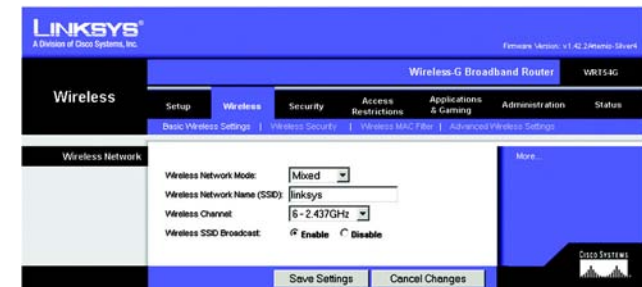 LINKSYS®
A Division of Cisco Systems, Inc.
Firmware Version: v1.42.2
Wireless-G Broadband Router WRT54G
Wireless
Setup Wireless Security Access Restrictions Applications & Gaming Administration Status
Basic Wireless Settings | Wireless Security | Wireless MAC Filter | Advanced Wireless Settings
Wireless Network
More...
Wireless Network Mode: Mixed
Wireless Network Name (SSID): linksys
Wireless Channel: 6 - 2.437GHz
Wireless SSID Broadcast: Enable Disable
CISCO SYSTEMS
Save Settings Cancel Changes